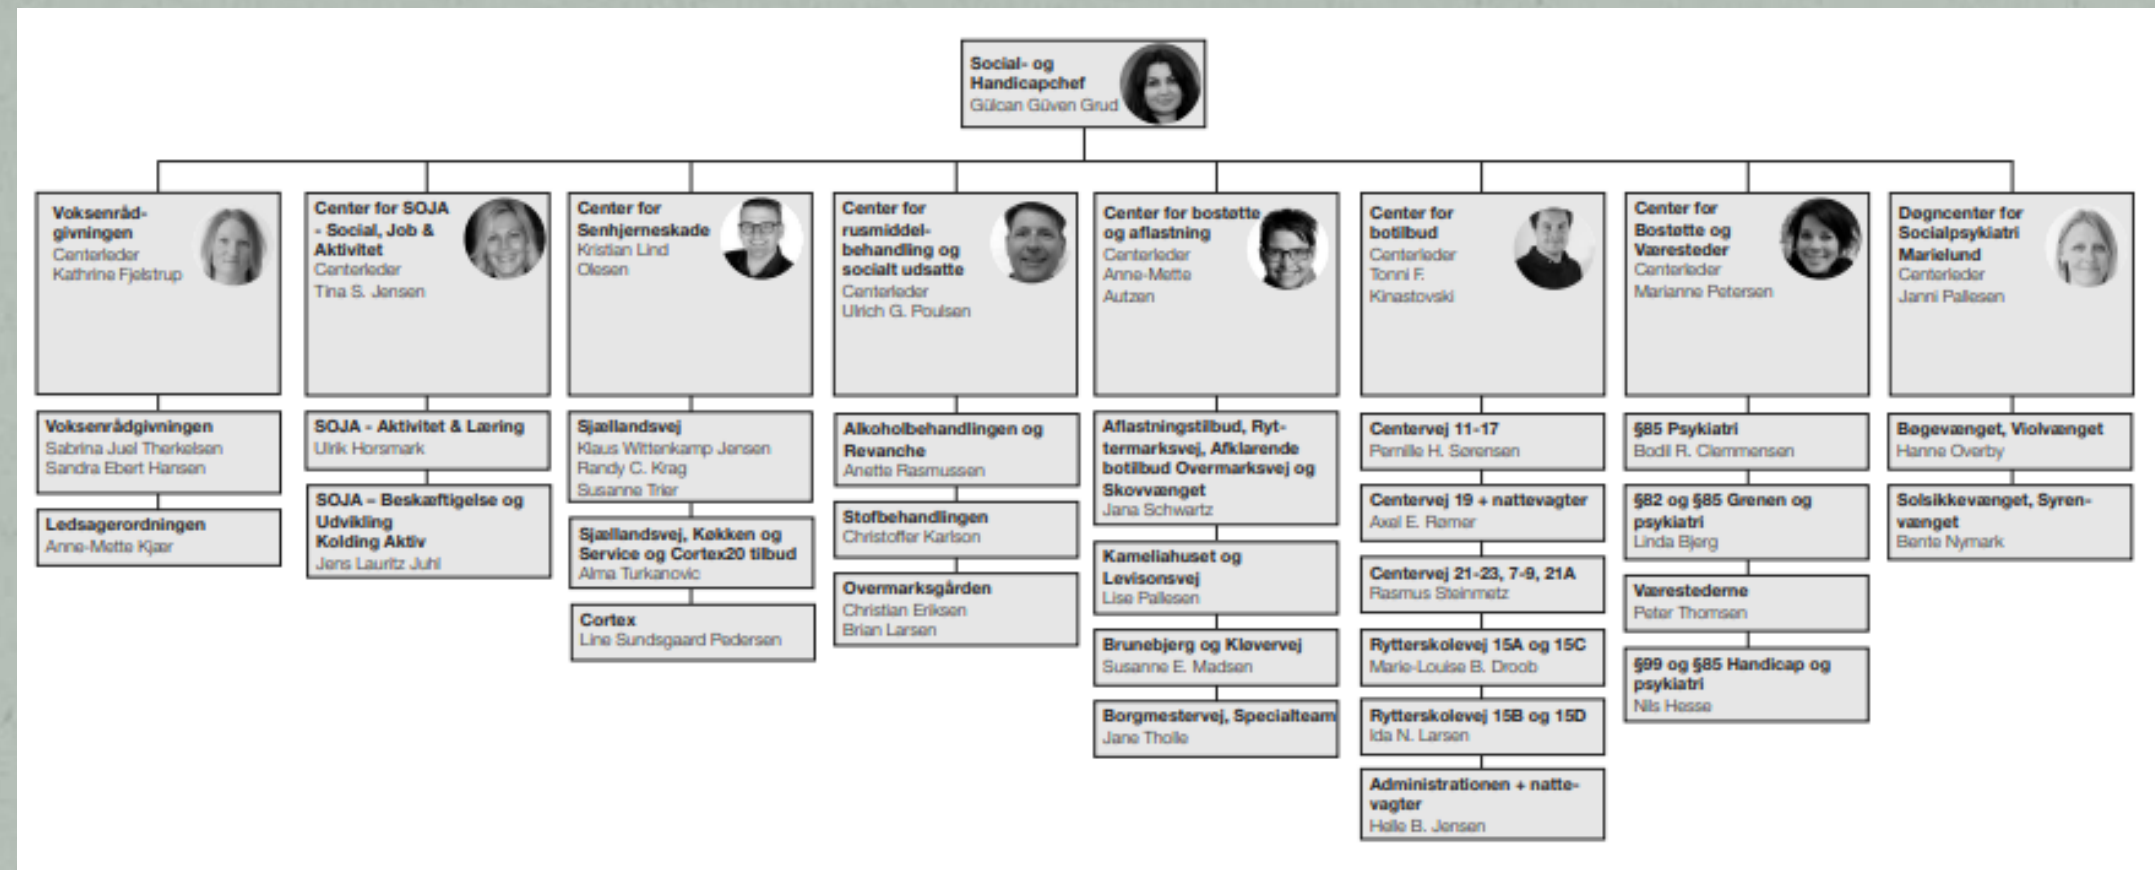 Social- og
Handicapchef
Gülcan Güven Grud
Voksenråd-
givningen
Centerleder
Kathrine Fjelstrup
Voksenrådgivningen
Sabrina Juel Therkelsen
Sandra Ebert Hansen
Ledsagerordningen
Anne-Mette Kjær
Center for SOJA
- Social, Job &
Aktivitet
Centerleder
Tina S. Jensen
SOJA - Aktivitet & Læring
Ulrik Horsmark
SOJA – Beskæftigelse og
Udvikling
Kolding Aktiv
Jens Lauritz Juhl
Center for
Senhjerneskade
Kristian Lind
Olesen
Sjællandsvej
Klaus Wittenkamp Jensen
Randy C. Krag
Susanne Trier
Sjællandsvej, Køkken og
Service og Cortex20 tilbud
Alma Turkanovic
Cortex
Line Sundsgaard Pedersen
Center for
rusmiddel-
behandling og
socialt udsatte
Centerleder
Ulrich G. Poulsen
Alkoholbehandlingen og
Revanche
Anette Rasmussen
Stofbehandlingen
Christoffer Karlson
Overmarksgården
Christian Eriksen
Brian Larsen
Center for bostøtte
og aflastning
Centerleder
Anne-Mette
Autzen
Aflastningstilbud, Ryt-
termarksvej, Afklarende
botilbud Overmarksvej og
Skovvænget
Jana Schwartz
Kameliahuset og
Levisonsvej
Lise Pallesen
Brunebjerg og Kløvervej
Susanne E. Madsen
Borgmestervej, Specialteam
Jane Tholle
Center for
botilbud
Centerleder
Tonni F.
Kinastovski
Centervej 11-17
Pernille H. Sørensen
Centervej 19 + nattevagter
Axel E. Rømer
Centervej 21-23, 7-9, 21A
Rasmus Steinmetz
Rytterskolevej 15A og 15C
Marie-Louise B. Droob
Rytterskolevej 15B og 15D
Ida N. Larsen
Administrationen + natte-
vagter
Helle B. Jensen
Center for
Bostøtte og
Væresteder
Centerleder
Marianne Petersen
§85 Psykiatri
Bodil R. Clemmensen
§82 og §85 Grenen og
psykiatri
Linda Bjerg
Værestederne
Peter Thomsen
§99 og §85 Handicap og
psykiatri
Nils Hesse
Døgncenter for
Socialpsykiatri
Marielund
Centerleder
Janni Pallesen
Bøgevænget, Violvænget
Hanne Overby
Solsikkevænget, Syren-
vænget
Bente Nymark